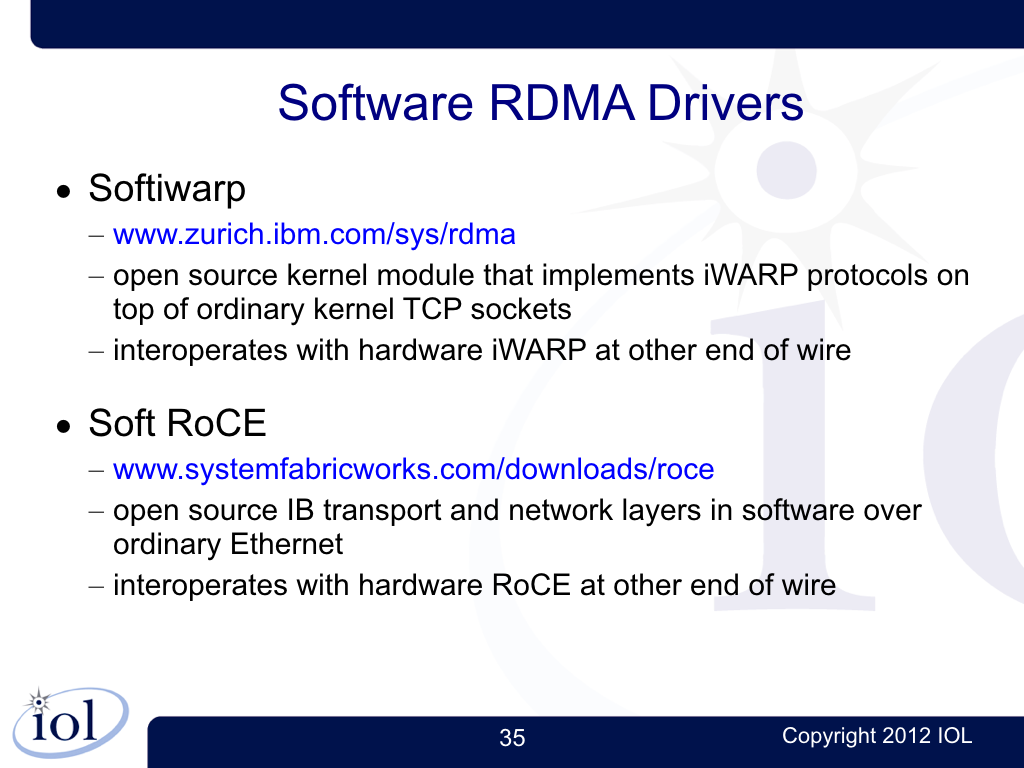 Software RDMA Drivers
● Softiwarp
– www.zurich.ibm.com/sys/rdma
– open source kernel module that implements iWARP protocols on
top of ordinary kernel TCP sockets
– interoperates with hardware iWARP at other end of wire
● Soft RoCE
– www.systemfabricworks.com/downloads/roce
– open source IB transport and network layers in software over
ordinary Ethernet
– interoperates with hardware RoCE at other end of wire
iol
35
Copyright 2012 IOL